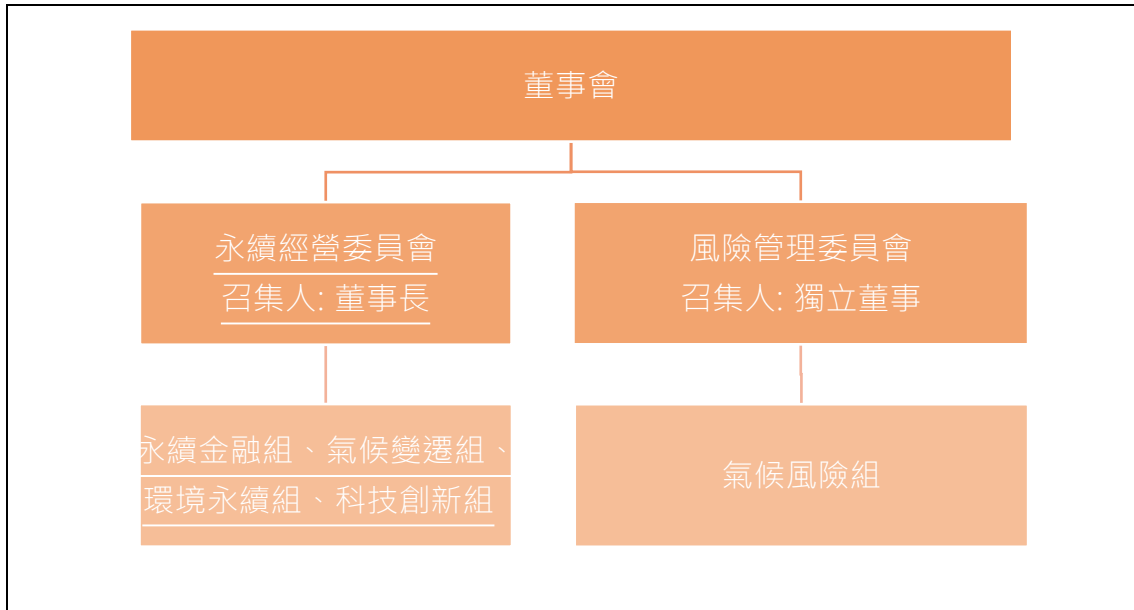 董事會
永續經營委員會
召集人: 董事長
風險管理委員會
召集人: 獨立董事
永續金融組、氣候變遷組、
環境永續組、科技創新組
氣候風險組